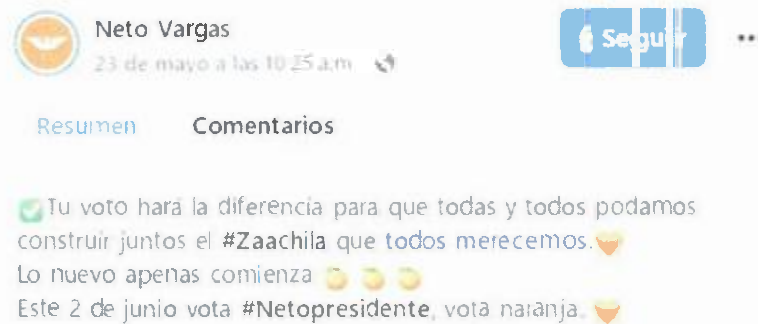 Neto Vargas
23 de mayo a las 10:25 a.m.
Seguir
Resumen Comentarios
✅Tu voto hará la diferencia para que todas y todos podamos
construir juntos el #Zaachila que todos merecemos.🧡
Lo nuevo apenas comienza 🍊🍊🍊
Este 2 de junio vota #Netopresidente, vota naranja. 🧡